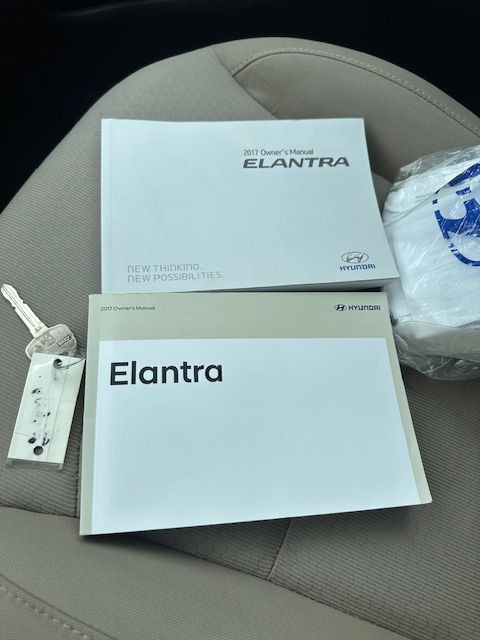 2017 Owner's Manual
ELANTRA
NEW THINKING.
NEW POSSIBILITIES.
HYUNDAI
2017 Owner's Manual
HYUNDAI
Elantra